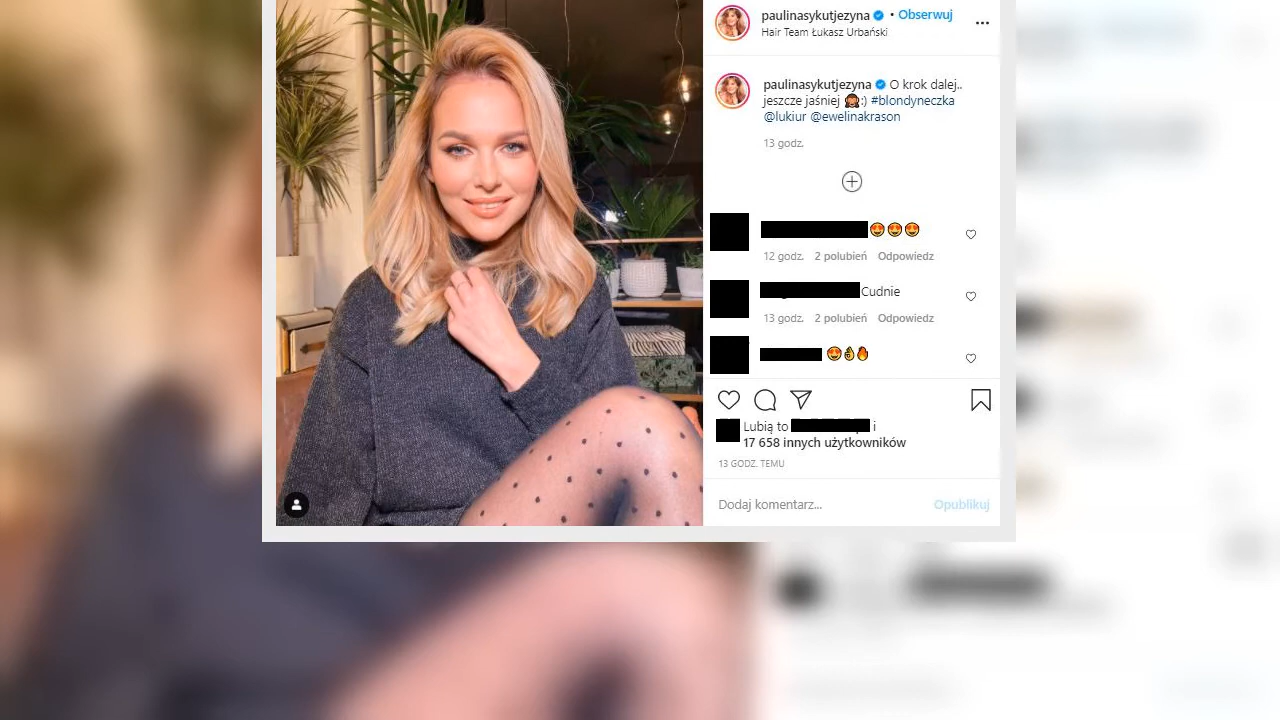 paulinasykutjezyna • Obserwuj
Hair Team Łukasz Urbański
paulinasykutjezyna O krok dalej..
jeszcze jaśniej 🙈:) #blondyneczka
@lukiur @ewelinakrason
13 godz.
😍😍😍
12 godz. 2 polubień Odpowiedz
Cudnie
13 godz. 2 polubień Odpowiedz
😍👌🔥
Lubią to i
17 658 innych użytkowników
13 GODZ. TEMU
Dodaj komentarz... Opublikuj